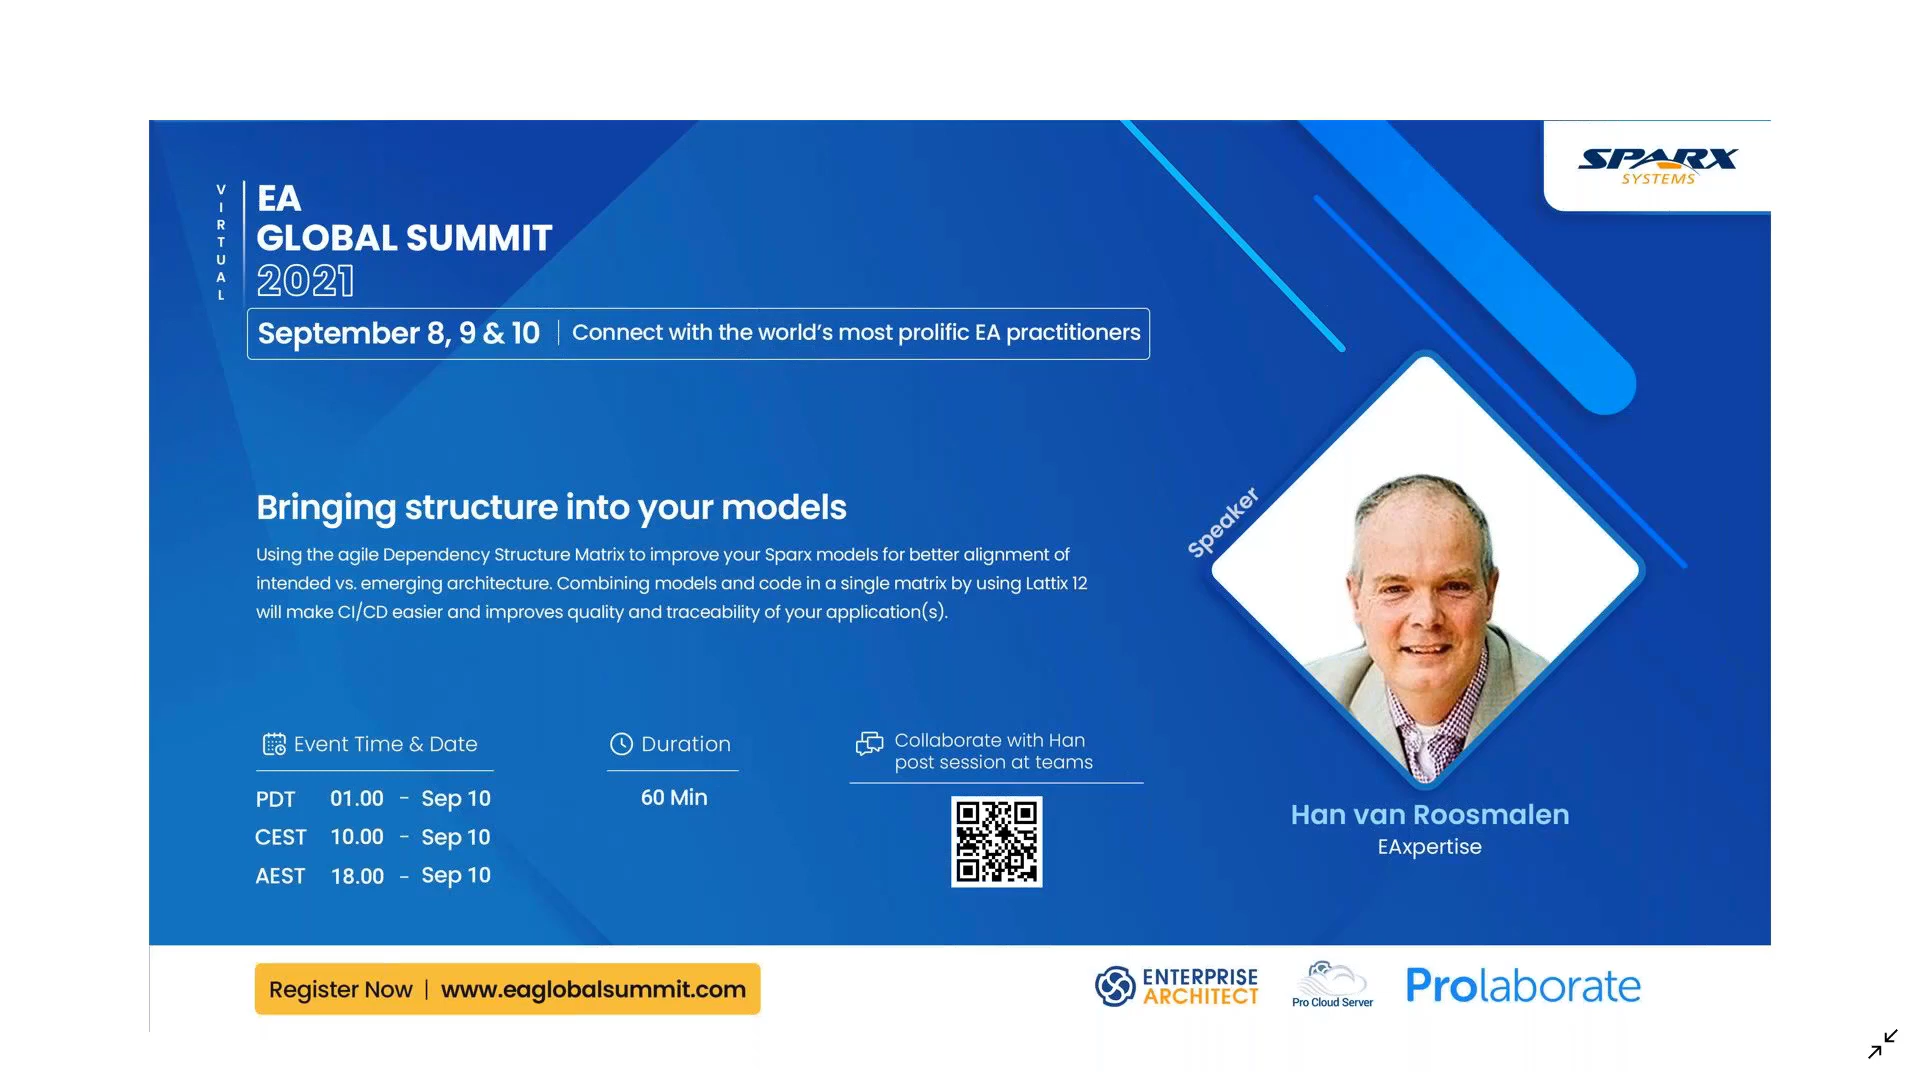 VIRTUAL
EA
GLOBAL SUMMIT
2021
September 8, 9 & 10 | Connect with the world's most prolific EA practitioners
SPARX
SYSTEMS
Bringing structure into your models
Using the agile Dependency Structure Matrix to improve your Sparx models for better alignment of
intended vs. emerging architecture. Combining models and code in a single matrix by using Lattix 12
will make CI/CD easier and improves quality and traceability of your application(s).
Speaker
Han van Roosmalen
EAxpertise
Event Time & Date
PDT 01.00 - Sep 10
CEST 10.00 - Sep 10
AEST 18.00 - Sep 10
Duration
60 Min
Collaborate with Han
post session at teams
Register Now | www.eaglobalsummit.com
ENTERPRISE
ARCHITECT
Pro Cloud Server
Prolaborate